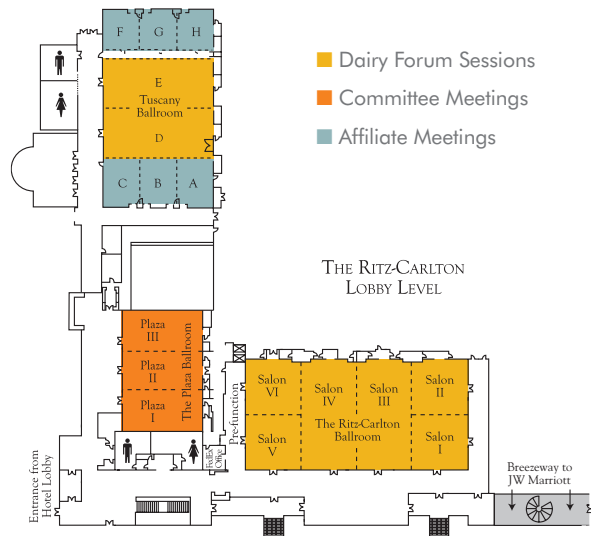 F G H
E
Tuscany
Ballroom
D
C B A
Dairy Forum Sessions
Committee Meetings
Affiliate Meetings
THE RITZ-CARLTON
LOBBY LEVEL
Plaza
III
Plaza
II
Plaza
I
The Plaza Ballroom
Pre-function
FedEx
Office
Salon
VI
Salon
IV
Salon
III
Salon
II
The Ritz-Carlton
Ballroom
Salon
V
Salon
I
Entrance from
Hotel Lobby
Breezeway to
JW Marriott